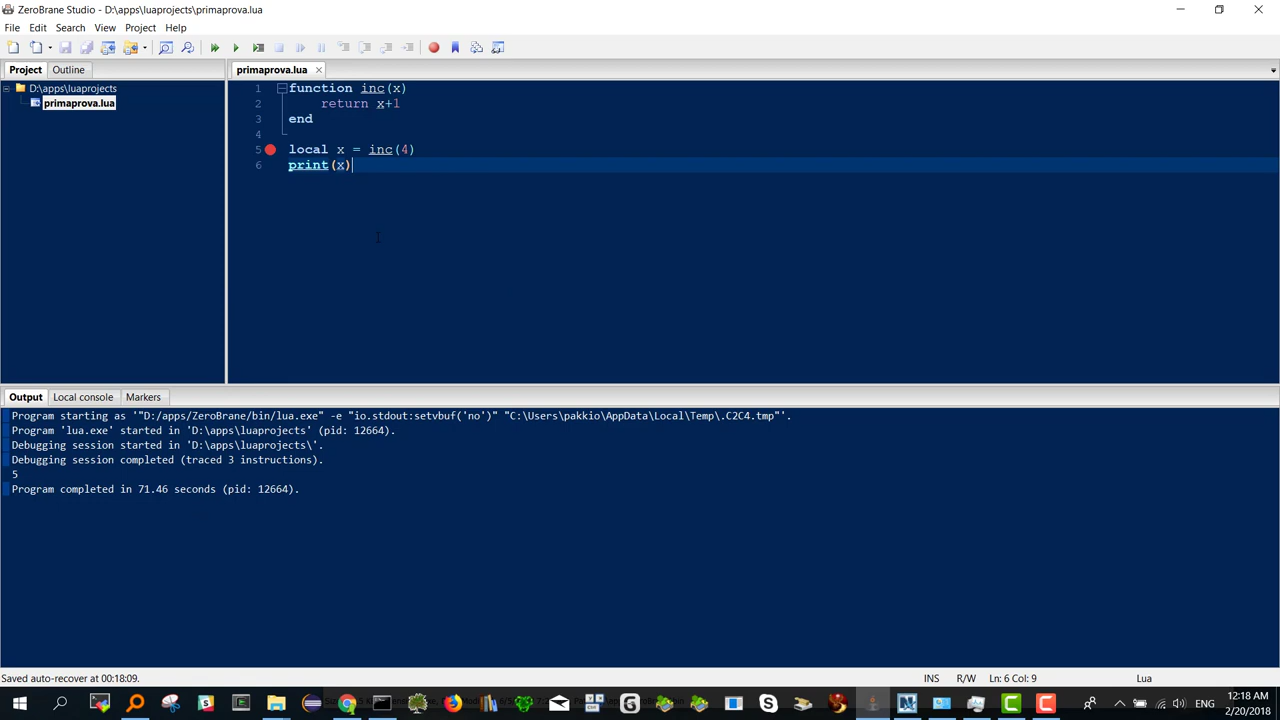 ZeroBrane Studio - D:\apps\luaprojects\primaprova.lua
File Edit Search View Project Help
Project Outline
primaprova.lua
D:\apps\luaprojects
primaprova.lua
1 function inc(x)
2 return x+1
3 end
4
5 local x = inc(4)
6 print(x)
Output Local console Markers
Program starting as '"D:/apps/ZeroBrane/bin/lua.exe" -e "io.stdout:setvbuf('no')" "C:\Users\pakkio\AppData\Local\Temp\.C2C4.tmp"'.
Program 'lua.exe' started in 'D:\apps\luaprojects' (pid: 12664).
Debugging session started in 'D:\apps\luaprojects\'.
Debugging session completed (traced 3 instructions).
5
Program completed in 71.46 seconds (pid: 12664).
Saved auto-recover at 00:18:09.
INS R/W Ln: 6 Col: 9 Lua
ENG
12:18 AM
2/20/2018